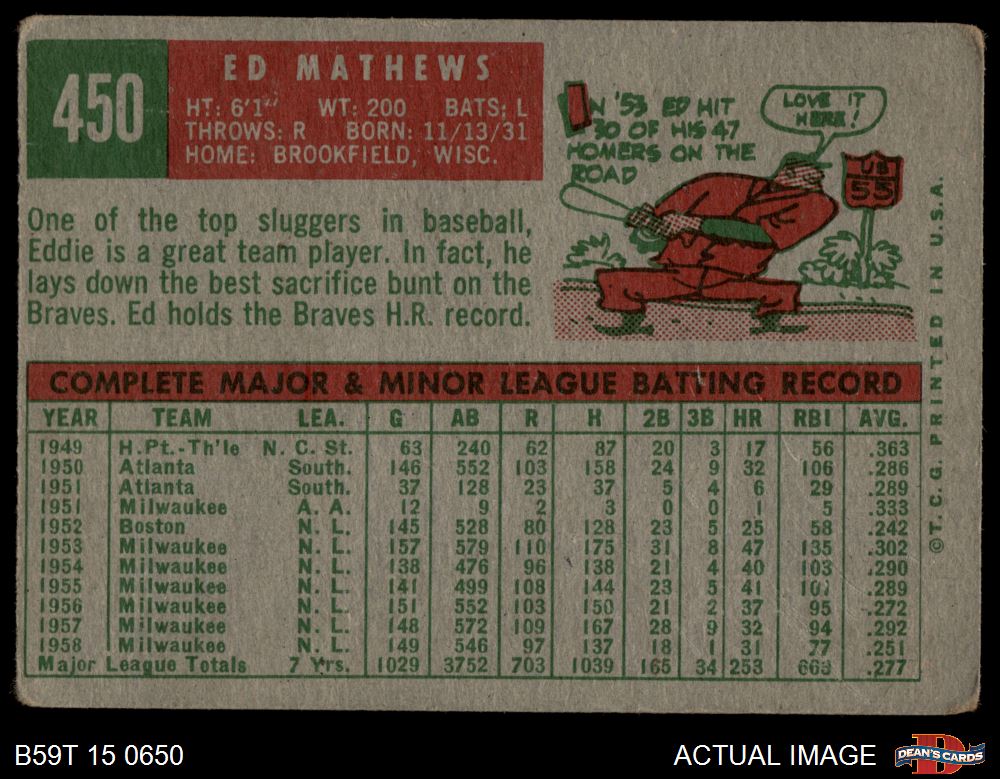 450
ED MATHEWS
HT: 6'1" WT: 200 BATS: L
THROWS: R BORN: 11/13/31
HOME: BROOKFIELD, WISC.
IN '53 ED HIT
30 OF HIS 47
HOMERS ON THE
ROAD
LOVE IT
HERE!
US
55
One of the top sluggers in baseball,
Eddie is a great team player. In fact, he
lays down the best sacrifice bunt on the
Braves. Ed holds the Braves H.R. record.
COMPLETE MAJOR & MINOR LEAGUE BATTING RECORD
YEAR TEAM LEA. G AB R H 2B 3B HR RBI AVG.
1949 H.Pt.-Th'le N. C. St. 63 240 62 87 20 3 17 56 .363
1950 Atlanta South. 146 552 103 158 24 9 32 106 .286
1951 Atlanta South. 37 128 23 37 5 4 6 29 .289
1951 Milwaukee A. A. 12 9 2 3 0 0 1 5 .333
1952 Boston N. L. 145 528 80 128 23 5 25 58 .242
1953 Milwaukee N. L. 157 579 110 175 31 8 47 135 .302
1954 Milwaukee N. L. 138 476 96 138 21 4 40 103 .290
1955 Milwaukee N. L. 141 499 108 144 23 5 41 101 .289
1956 Milwaukee N. L. 151 552 103 150 21 2 37 95 .272
1957 Milwaukee N. L. 148 572 109 167 28 9 32 94 .292
1958 Milwaukee N. L. 149 546 97 137 18 1 31 77 .251
Major League Totals 7 Yrs. 1029 3752 703 1039 165 34 253 663 .277
©T. C. G. PRINTED IN U.S.A.
B59T 15 0650
ACTUAL IMAGE
DEAN'S CARDS